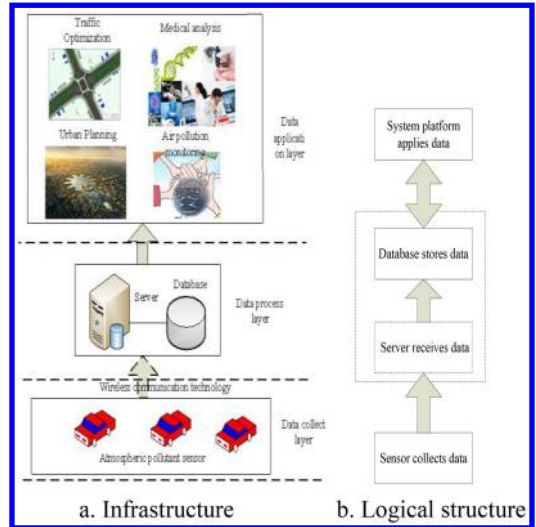 Traffic
Optimization
Medical analysis
Urban Planning
Air pollution
monitoring
Data
applicati
on layer
Server
Database
Data process
layer
Wireless communication technology
Atmospheric pollutant sensor
Data collect
layer
a. Infrastructure
System platform
applies data
Database stores data
Server receives data
Sensor collects data
b. Logical structure